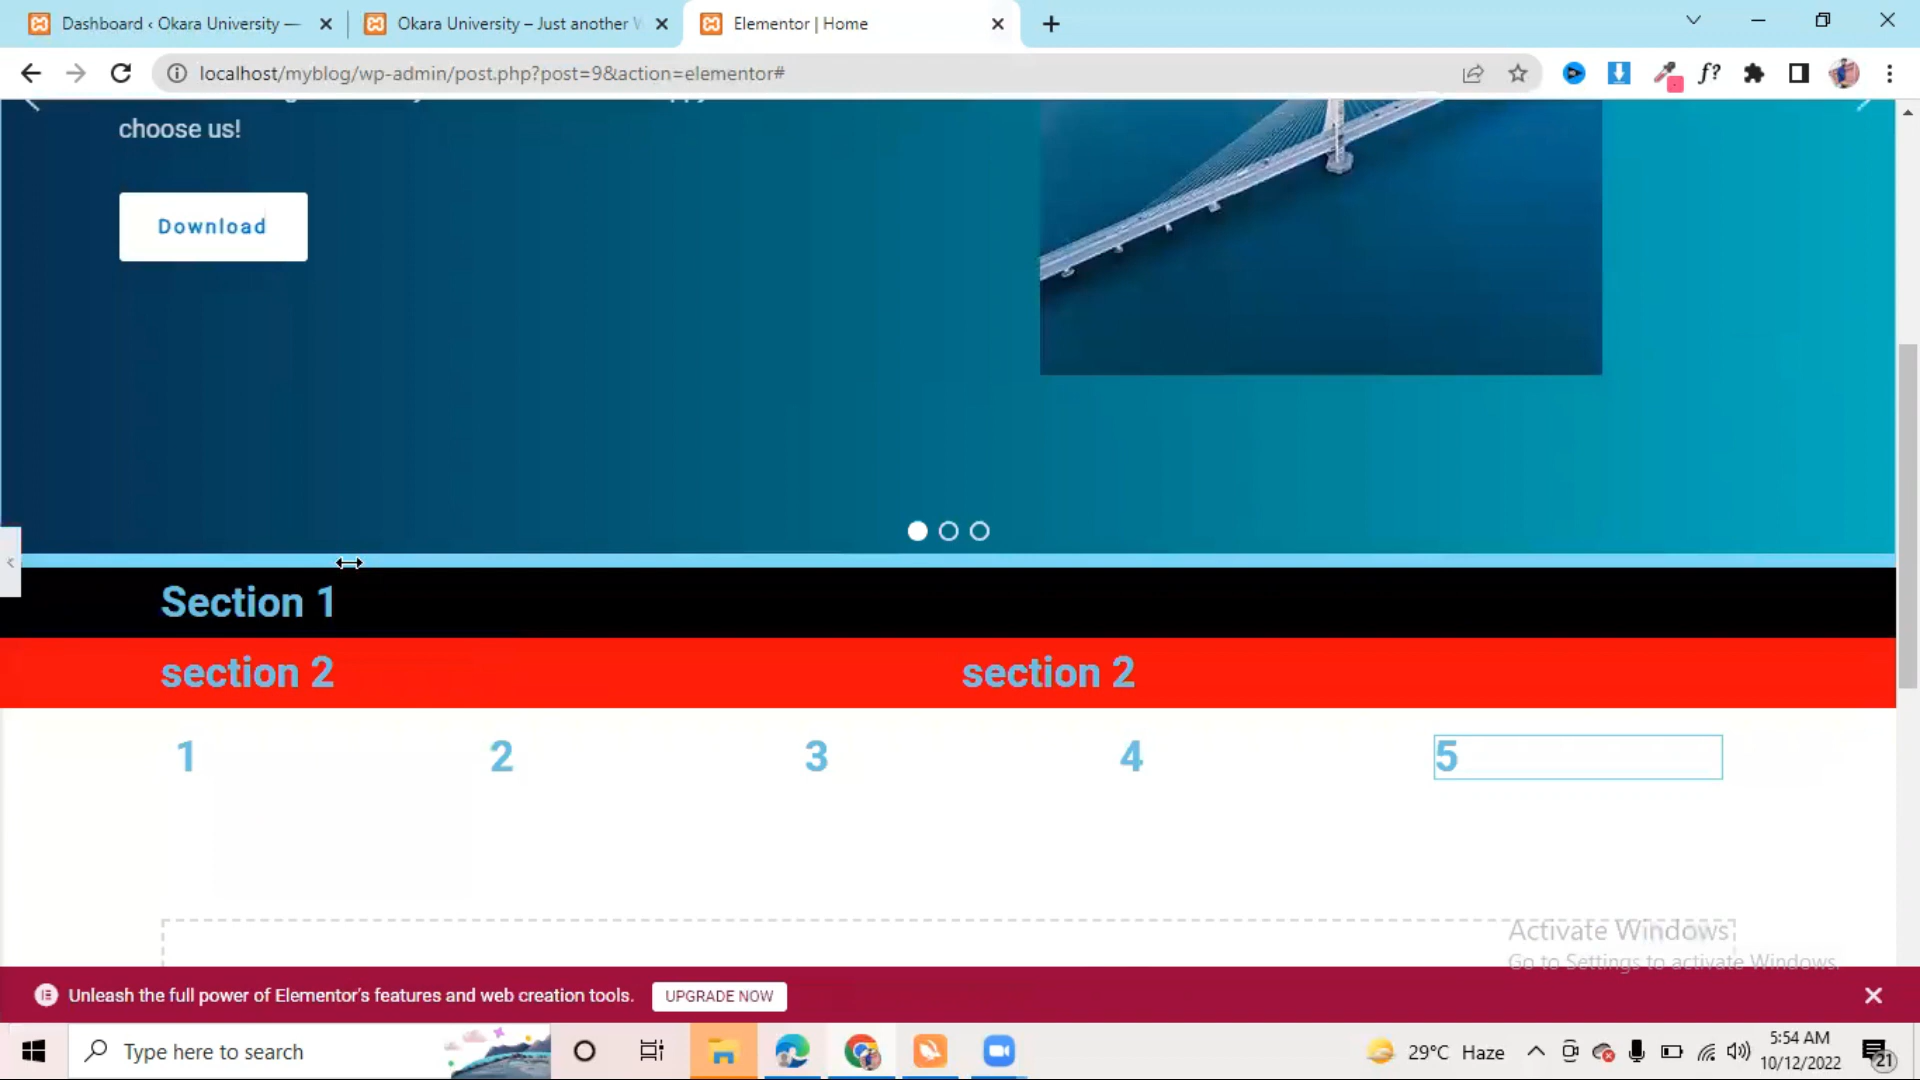 Dashboard ‹ Okara University —
Okara University – Just another W
Elementor | Home
localhost/myblog/wp-admin/post.php?post=9&action=elementor#
f?
choose us!
Download
Section 1
section 2
section 2
1
2
3
4
5
Activate Windows
Go to Settings to activate Windows.
Unleash the full power of Elementor's features and web creation tools.
UPGRADE NOW
Type here to search
29°C Haze
5:54 AM
10/12/2022
21